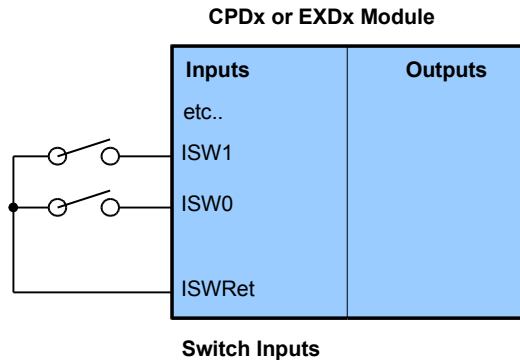 CPDx or EXDx Module
Inputs Outputs
etc..
ISW1
ISW0
ISWRet
Switch Inputs